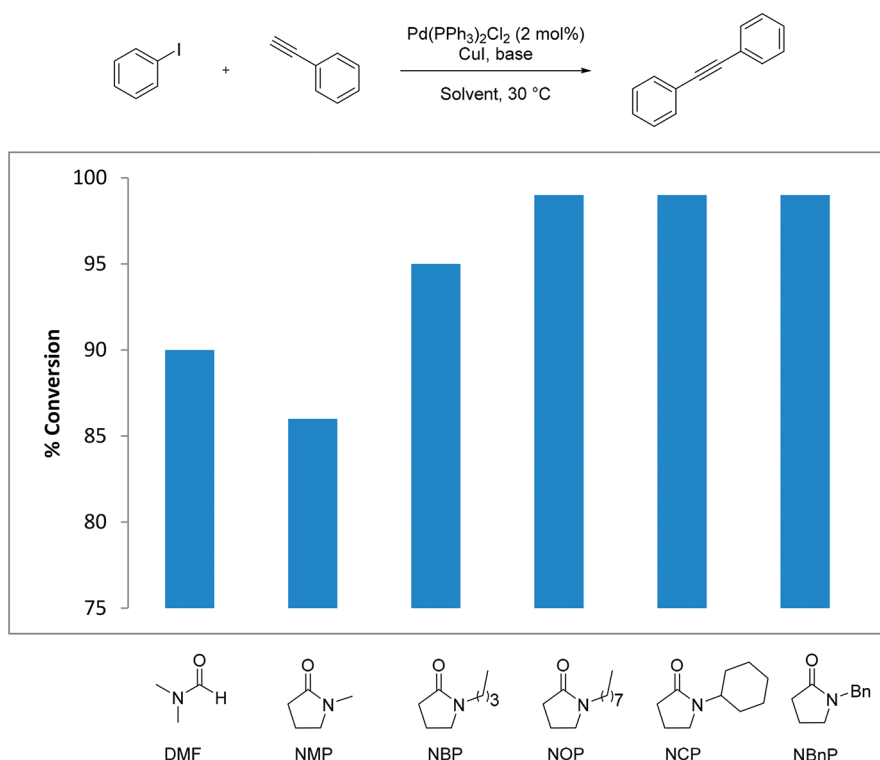 Pd(PPh3)2Cl2 (2 mol%)
I
+
CuI, base
Solvent, 30 °C
100
95
90
85
80
75
% Conversion
O
N
H
O
N
O
N
( )3
O
N
( )7
O
N
O
N
Bn
DMF
NMP
NBP
NOP
NCP
NBnP